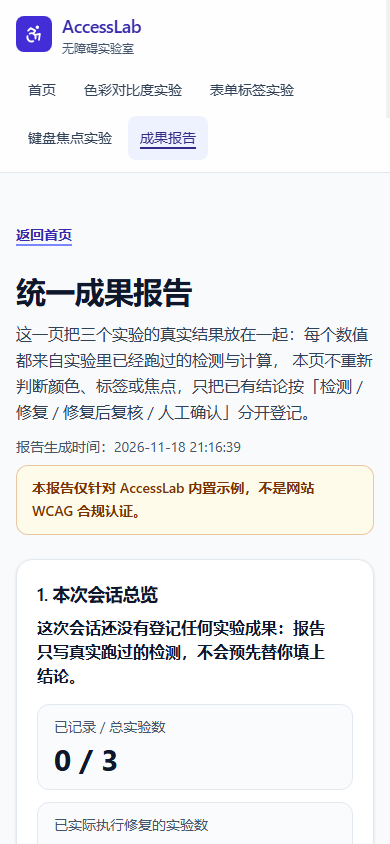 AccessLab
无障碍实验室
首页 色彩对比度实验 表单标签实验
键盘焦点实验 成果报告
返回首页
统一成果报告
这一页把三个实验的真实结果放在一起：每个数值
都来自实验里已经跑过的检测与计算， 本页不重新
判断颜色、标签或焦点，只把已有结论按「检测 /
修复 / 修复后复核 / 人工确认」分开登记。
报告生成时间：2026-11-18 21:16:39
本报告仅针对 AccessLab 内置示例，不是网站
WCAG 合规认证。
1. 本次会话总览
这次会话还没有登记任何实验成果：报告
只写真实跑过的检测，不会预先替你填上
结论。
已记录 / 总实验数
0 / 3
已实际执行修复的实验数